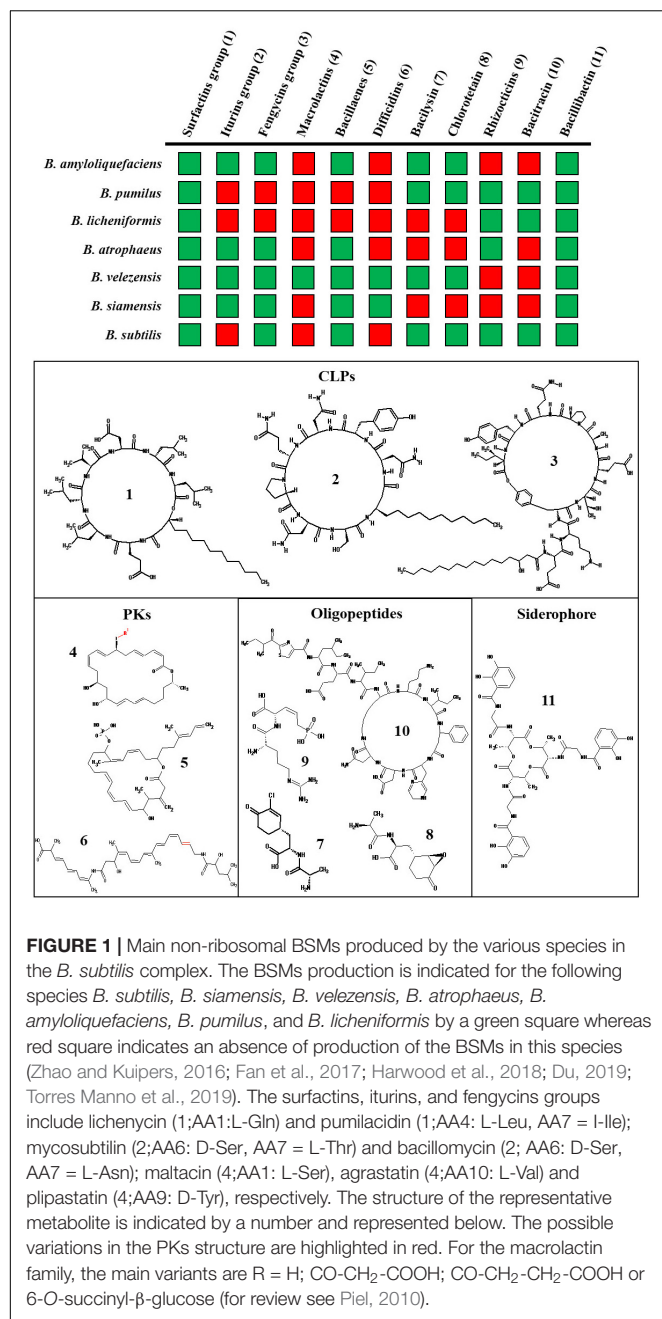 Surfactins group (1)
Iturins group (2)
Fengycins group (3)
Macrolactins (4)
Bacillaenes (5)
Difficidins (6)
Bacilysin (7)
Chlorotetain (8)
Rhizocticins (9)
Bacitracin (10)
Bacillibactin (11)
B. amyloliquefaciens
B. pumilus
B. licheniformis
B. atrophaeus
B. velezensis
B. siamensis
B. subtilis
CLPs
1
2
3
PKs
4
5
6
Oligopeptides
10
9
7
8
Siderophore
11
FIGURE 1 | Main non-ribosomal BSMs produced by the various species in
the B. subtilis complex. The BSMs production is indicated for the following
species B. subtilis, B. siamensis, B. velezensis, B. atrophaeus, B.
amyloliquefaciens, B. pumilus, and B. licheniformis by a green square whereas
red square indicates an absence of production of the BSMs in this species
(Zhao and Kuipers, 2016; Fan et al., 2017; Harwood et al., 2018; Du, 2019;
Torres Manno et al., 2019). The surfactins, iturins, and fengycins groups
include lichenycin (1;AA1:L-Gln) and pumilacidin (1;AA4: L-Leu, AA7 = I-Ile);
mycosubtilin (2;AA6: D-Ser, AA7 = L-Thr) and bacillomycin (2; AA6: D-Ser,
AA7 = L-Asn); maltacin (4;AA1: L-Ser), agrastatin (4;AA10: L-Val) and
plipastatin (4;AA9: D-Tyr), respectively. The structure of the representative
metabolite is indicated by a number and represented below. The possible
variations in the PKs structure are highlighted in red. For the macrolactin
family, the main variants are R = H; CO-CH₂-COOH; CO-CH₂-CH₂-COOH or
6-O-succinyl-β-glucose (for review see Piel, 2010).